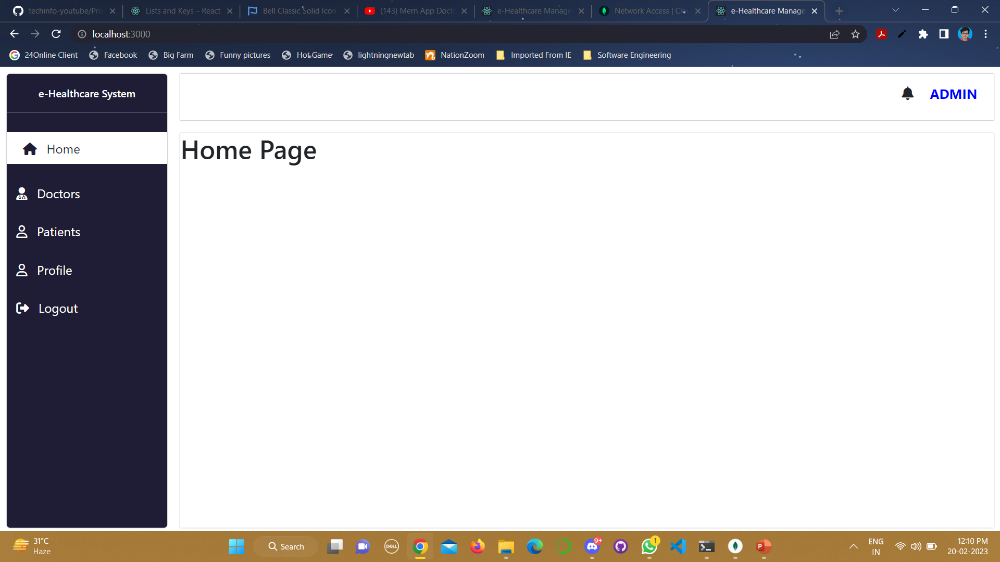 techinfo-youtube/Pro
Lists and Keys – React
Bell Classic Solid Icon
(143) Mern App Docto
e-Healthcare Manage
Network Access | Clou
e-Healthcare Manage
localhost:3000
24Online Client
Facebook
Big Farm
Funny pictures
Hot Game
lightningnewtab
NationZoom
Imported From IE
Software Engineering
e-Healthcare System
ADMIN
Home
Home Page
Doctors
Patients
Profile
Logout
31°C
Haze
Search
DELL
9+
1
ENG
IN
12:10 PM
20-02-2023